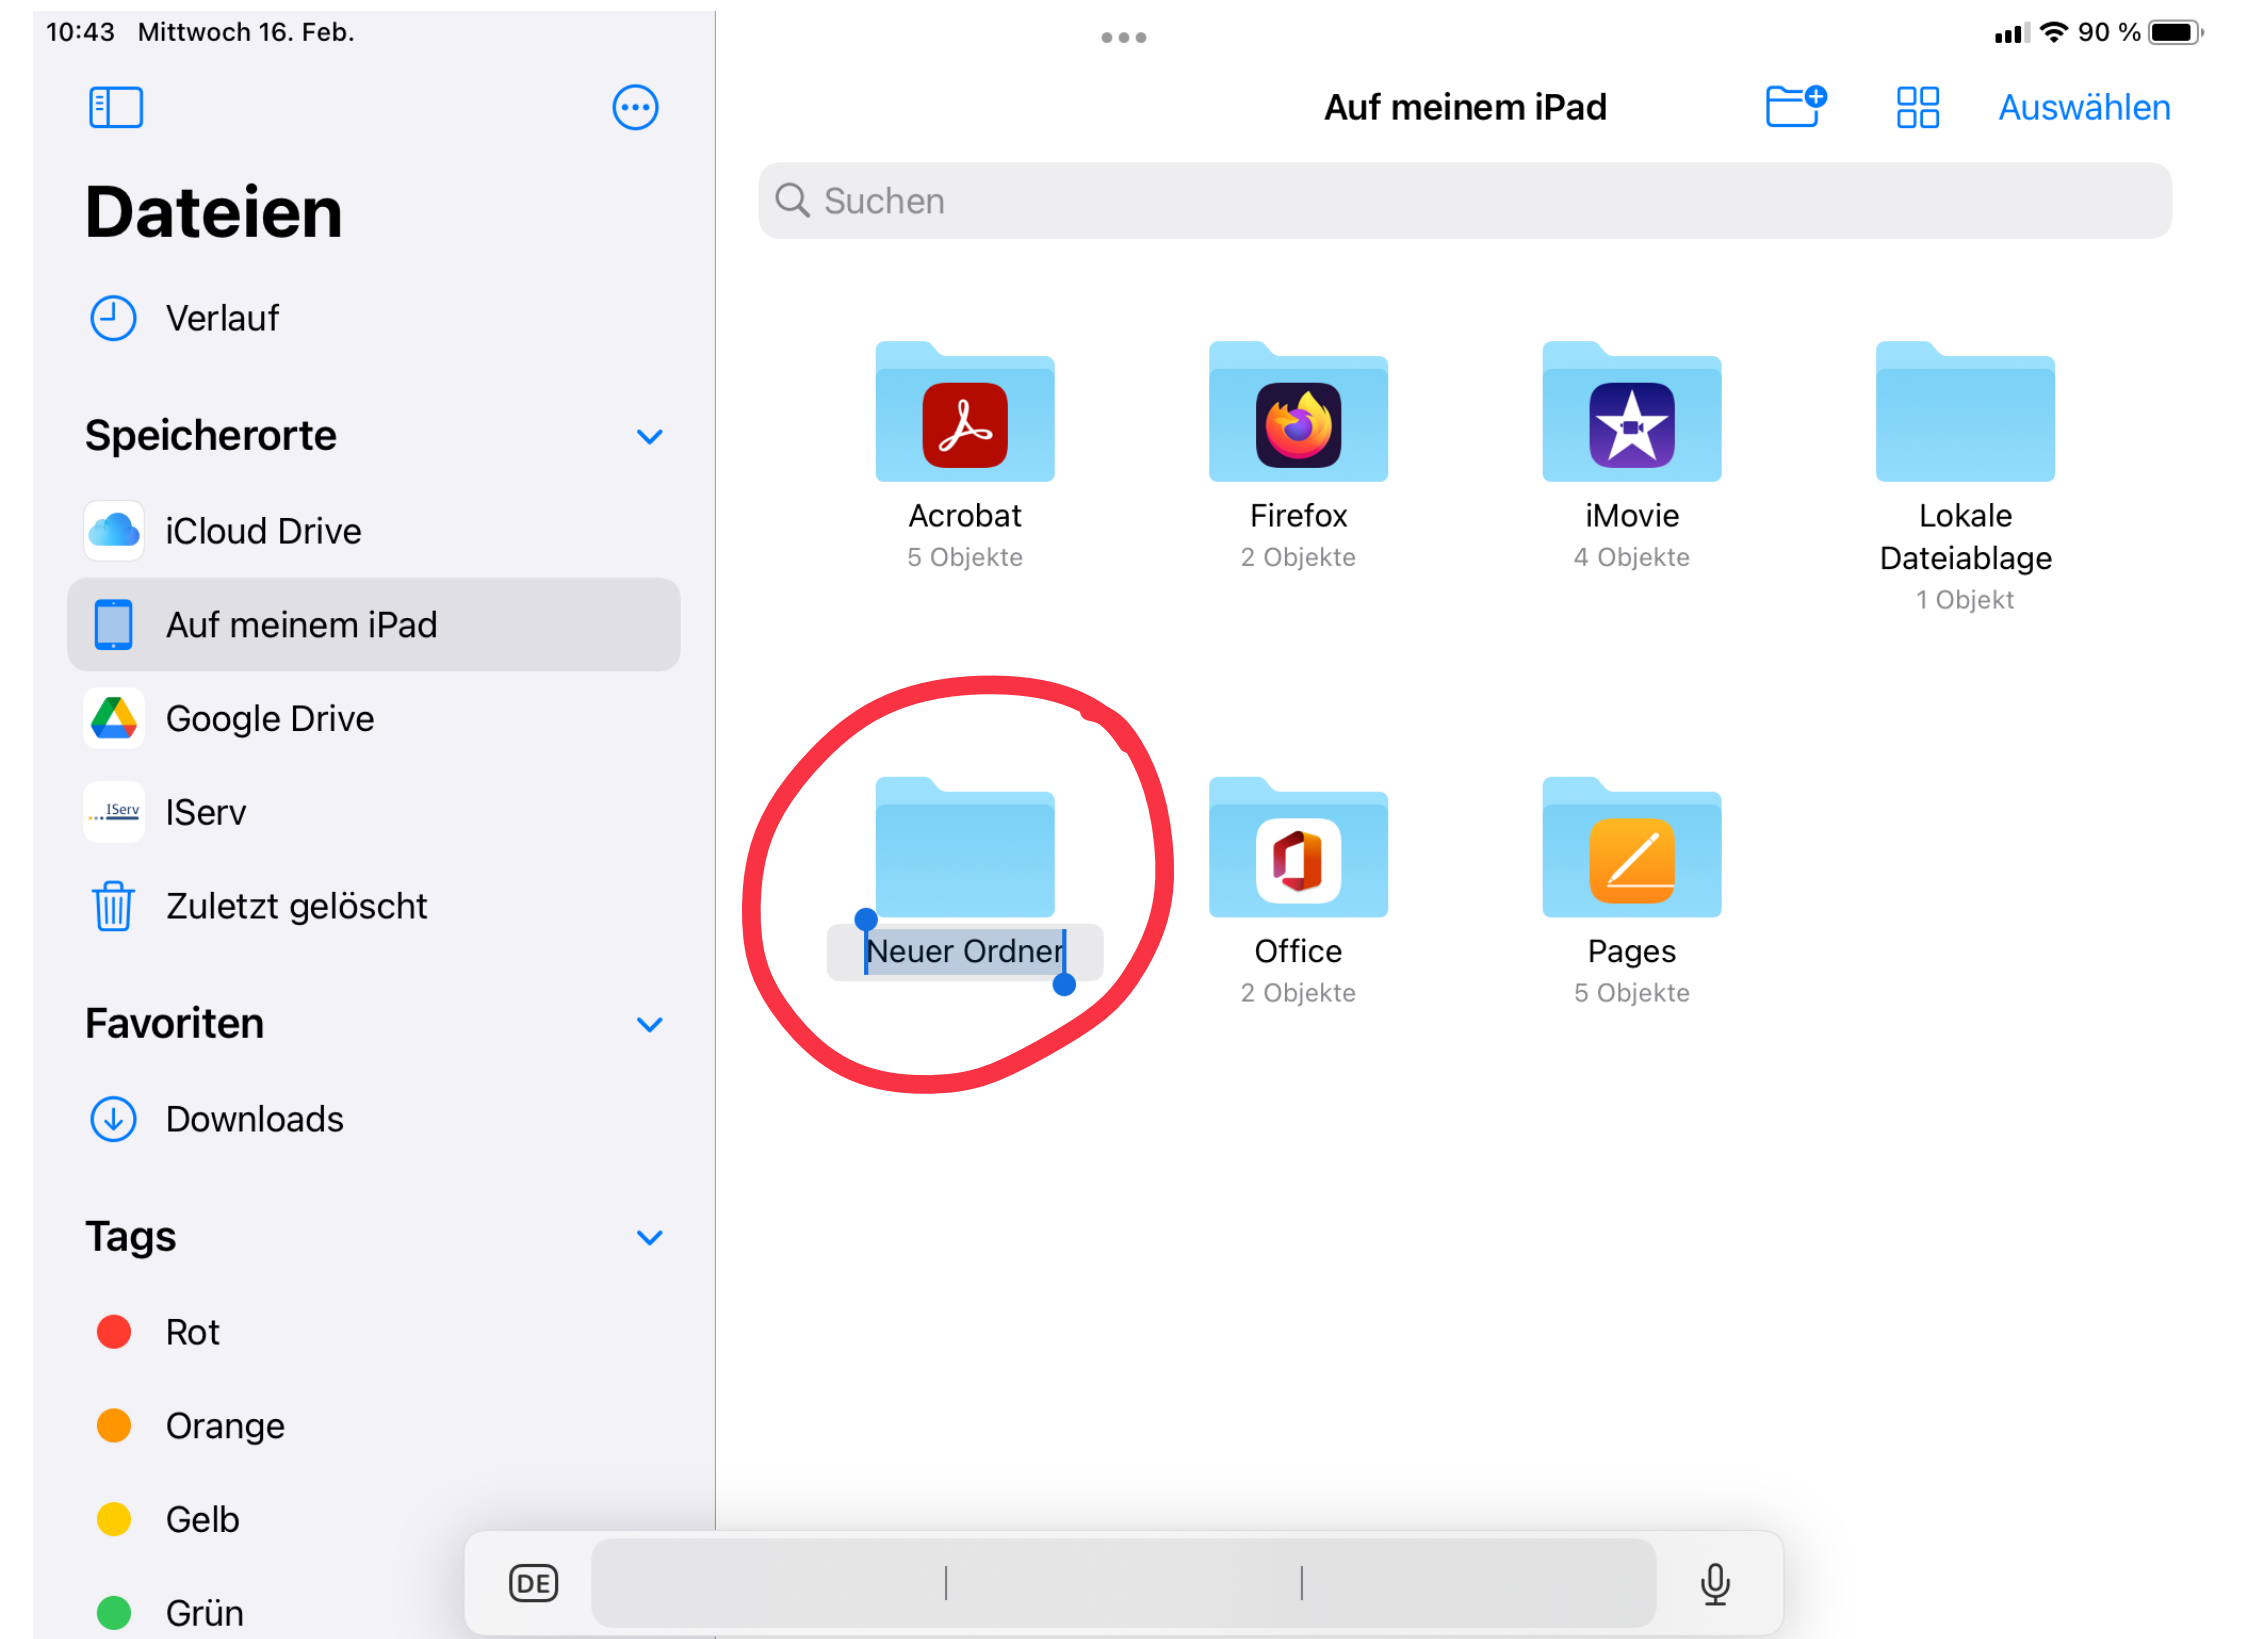 10:43 Mittwoch 16. Feb.
90 %
Auf meinem iPad
Auswählen
Suchen
Dateien
Verlauf
Speicherorte
iCloud Drive
Auf meinem iPad
Google Drive
IServ
IServ
Zuletzt gelöscht
Favoriten
Downloads
Tags
Rot
Orange
Gelb
Grün
Acrobat
5 Objekte
Firefox
2 Objekte
iMovie
4 Objekte
Lokale
Dateiablage
1 Objekt
Neuer Ordner
Office
2 Objekte
Pages
5 Objekte
DE